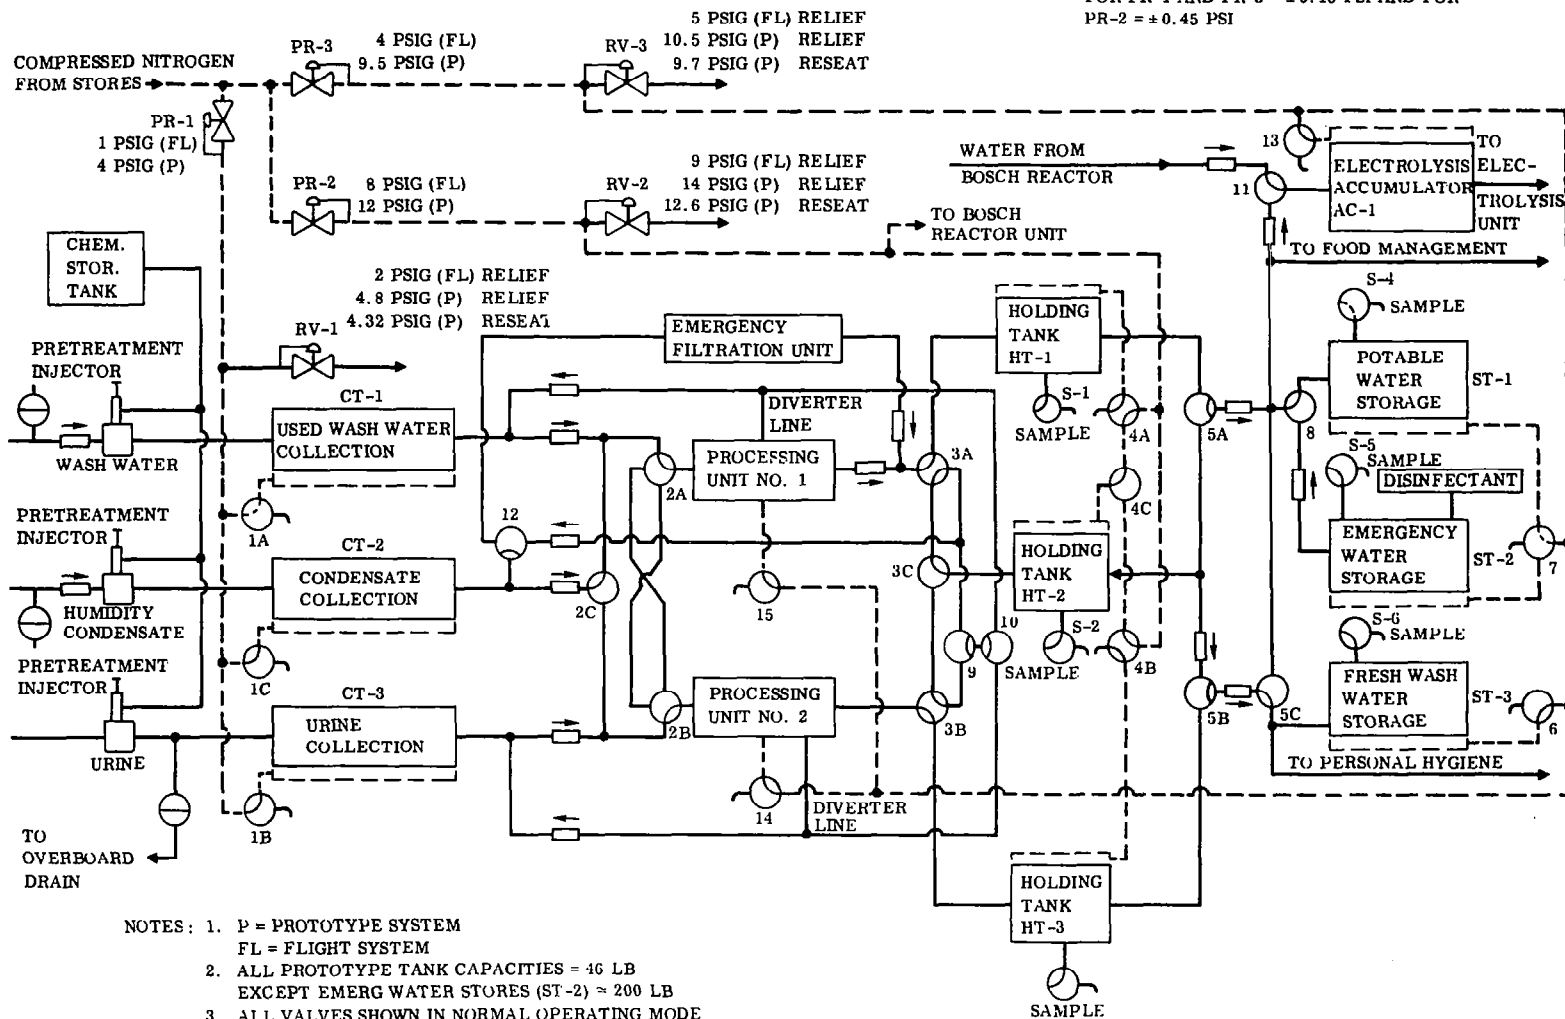 PR-2 = ± 0.45 PSI
5 PSIG (FL) RELIEF
10.5 PSIG (P) RELIEF
9.7 PSIG (P) RESEAT
PR-3
4 PSIG (FL)
9.5 PSIG (P)
RV-3
COMPRESSED NITROGEN
FROM STORES
PR-1
1 PSIG (FL)
4 PSIG (P)
PR-2
8 PSIG (FL)
12 PSIG (P)
RV-2
9 PSIG (FL) RELIEF
14 PSIG (P) RELIEF
12.6 PSIG (P) RESEAT
WATER FROM
BOSCH REACTOR
TO BOSCH
REACTOR UNIT
13
11
ELECTROLYSIS
ACCUMULATOR
AC-1
TO
ELEC-
TROLYSIS
UNIT
TO FOOD MANAGEMENT
CHEM.
STOR.
TANK
2 PSIG (FL) RELIEF
4.8 PSIG (P) RELIEF
4.32 PSIG (P) RESEAT
RV-1
EMERGENCY
FILTRATION UNIT
HOLDING
TANK
HT-1
S-1
SAMPLE
4A
5A
S-4
SAMPLE
POTABLE
WATER
STORAGE
ST-1
8
PRETREATMENT
INJECTOR
WASH WATER
CT-1
USED WASH WATER
COLLECTION
1A
DIVERTER
LINE
2A
PROCESSING
UNIT NO. 1
3A
4C
S-5
SAMPLE
DISINFECTANT
EMERGENCY
WATER
STORAGE
ST-2
7
PRETREATMENT
INJECTOR
HUMIDITY
CONDENSATE
CT-2
CONDENSATE
COLLECTION
1C
12
2C
15
3C
HOLDING
TANK
HT-2
S-2
SAMPLE
9
10
4B
S-6
SAMPLE
FRESH WASH
WATER
STORAGE
ST-3
6
PRETREATMENT
INJECTOR
URINE
CT-3
URINE
COLLECTION
1B
2B
PROCESSING
UNIT NO. 2
14
DIVERTER
LINE
3B
5B
5C
TO PERSONAL HYGIENE
TO
OVERBOARD
DRAIN
HOLDING
TANK
HT-3
SAMPLE
NOTES: 1. P = PROTOTYPE SYSTEM
FL = FLIGHT SYSTEM
2. ALL PROTOTYPE TANK CAPACITIES = 46 LB
EXCEPT EMERG WATER STORES (ST-2) ≈ 200 LB
3. ALL VALVES SHOWN IN NORMAL OPERATING MODE